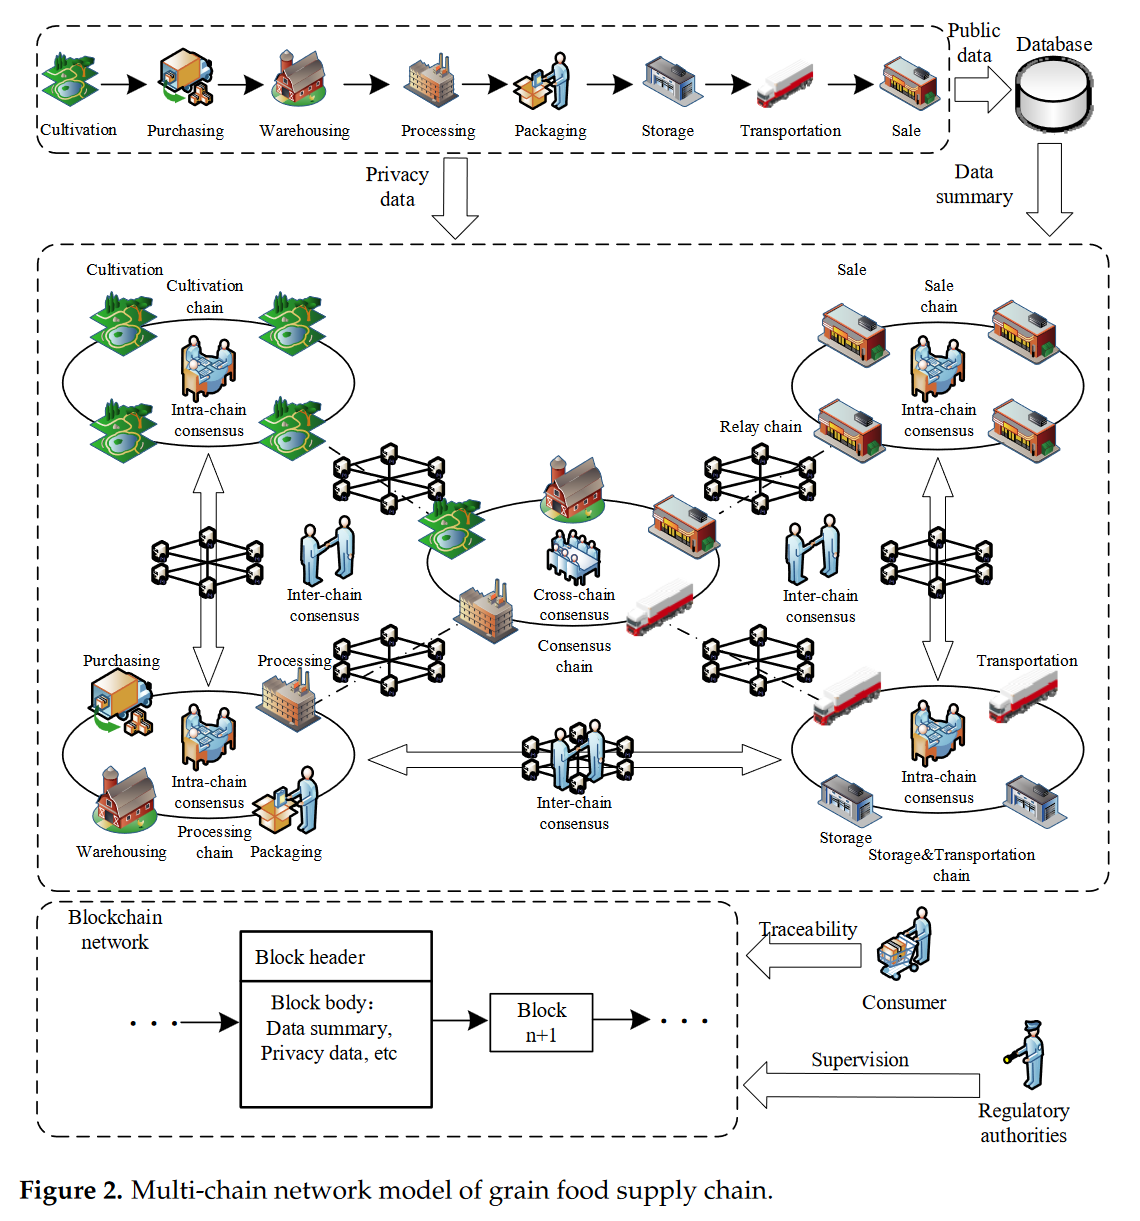 Public
data
Database
Cultivation
Purchasing
Warehousing
Processing
Packaging
Storage
Transportation
Sale
Privacy
data
Data
summary
Cultivation
Cultivation
chain
Intra-chain
consensus
Sale
Sale
chain
Intra-chain
consensus
Relay chain
Inter-chain
consensus
Cross-chain
consensus
Consensus
chain
Inter-chain
consensus
Purchasing
Processing
Intra-chain
consensus
Warehousing
Processing
chain
Packaging
Inter-chain
consensus
Transportation
Intra-chain
consensus
Storage
Storage&Transportation
chain
Blockchain
network
Block header
Block body:
Data summary,
Privacy data, etc
Block
n+1
Traceability
Consumer
Supervision
Regulatory
authorities
Figure 2. Multi-chain network model of grain food supply chain.